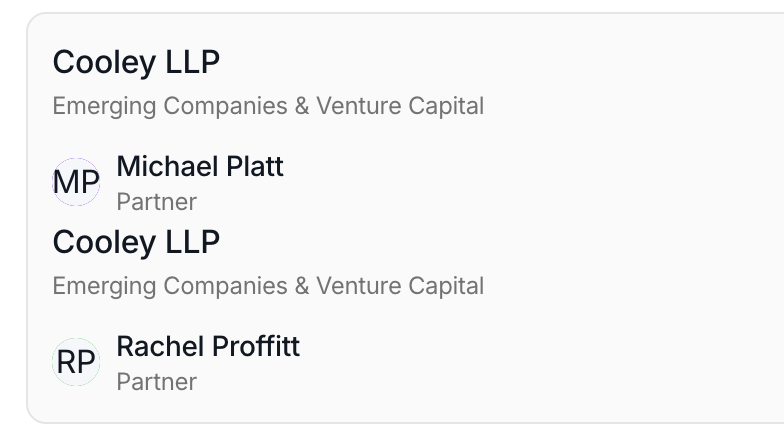 Cooley LLP
Emerging Companies & Venture Capital
MP
Michael Platt
Partner
Cooley LLP
Emerging Companies & Venture Capital
RP
Rachel Proffitt
Partner